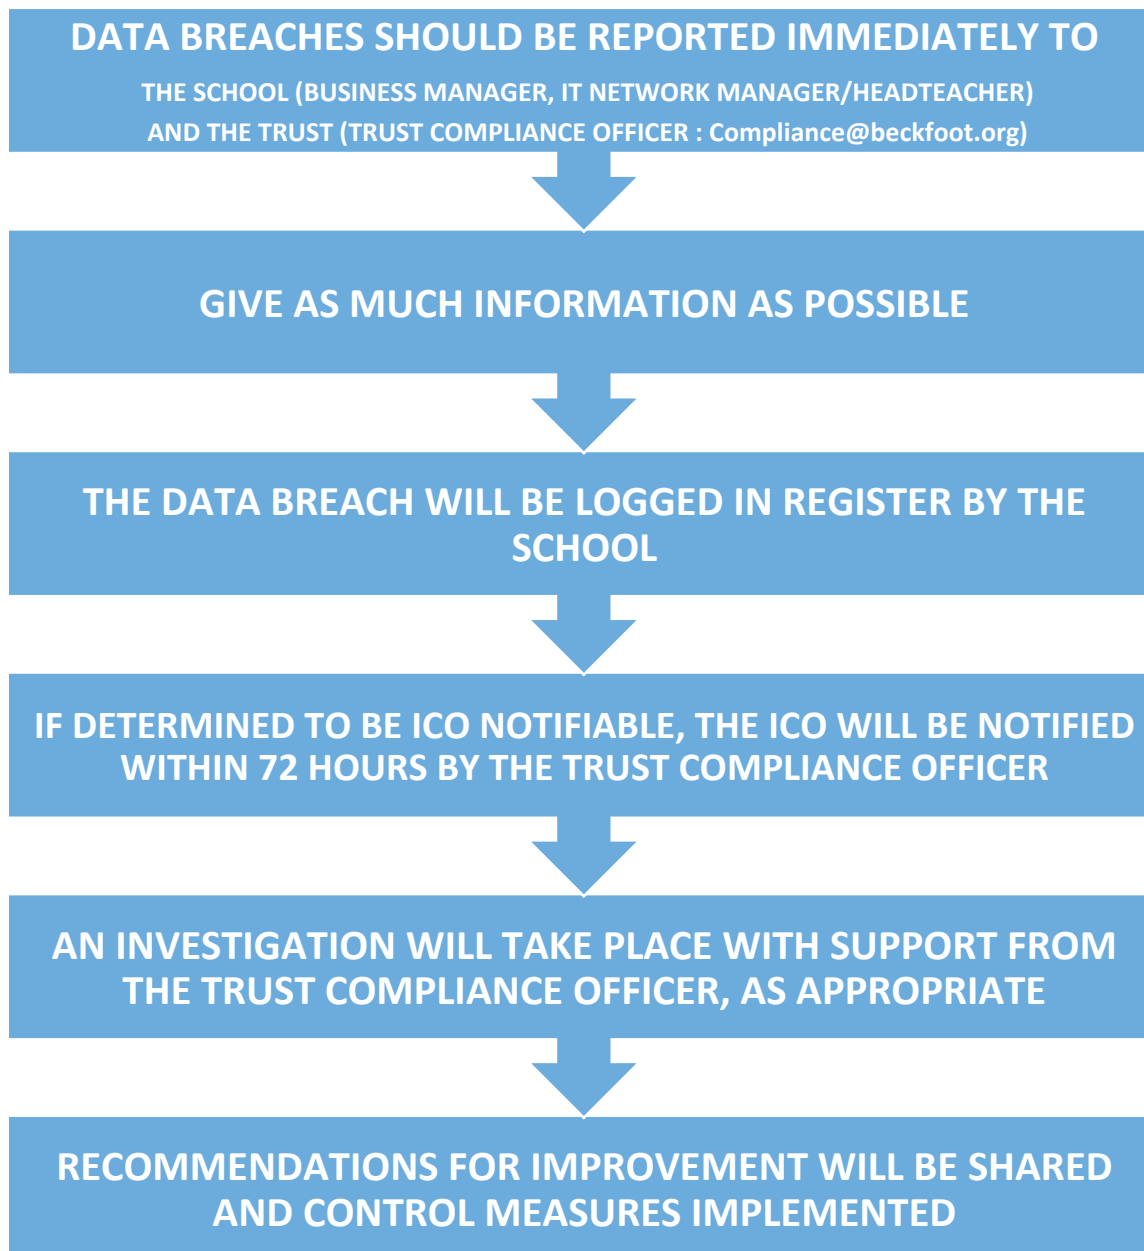 DATA BREACHES SHOULD BE REPORTED IMMEDIATELY TO
THE SCHOOL (BUSINESS MANAGER, IT NETWORK MANAGER/HEADTEACHER)
AND THE TRUST (TRUST COMPLIANCE OFFICER : Compliance@beckfoot.org)
GIVE AS MUCH INFORMATION AS POSSIBLE
THE DATA BREACH WILL BE LOGGED IN REGISTER BY THE
SCHOOL
IF DETERMINED TO BE ICO NOTIFIABLE, THE ICO WILL BE NOTIFIED
WITHIN 72 HOURS BY THE TRUST COMPLIANCE OFFICER
AN INVESTIGATION WILL TAKE PLACE WITH SUPPORT FROM
THE TRUST COMPLIANCE OFFICER, AS APPROPRIATE
RECOMMENDATIONS FOR IMPROVEMENT WILL BE SHARED
AND CONTROL MEASURES IMPLEMENTED